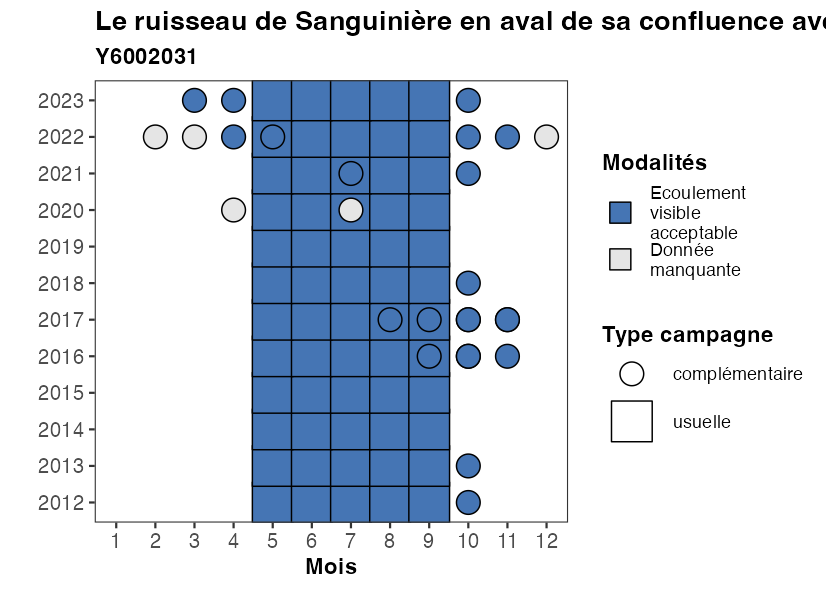 Le ruisseau de Sanguinière en aval de sa confluence
Y6002031
2023
2022
2021
2020
2019
2018
2017
2016
2015
2014
2013
2012
1 2 3 4 5 6 7 8 9 10 11 12
Mois
Modalités
Ecoulement
visible
acceptable
Donnée
manquante
Type campagne
complémentaire
usuelle